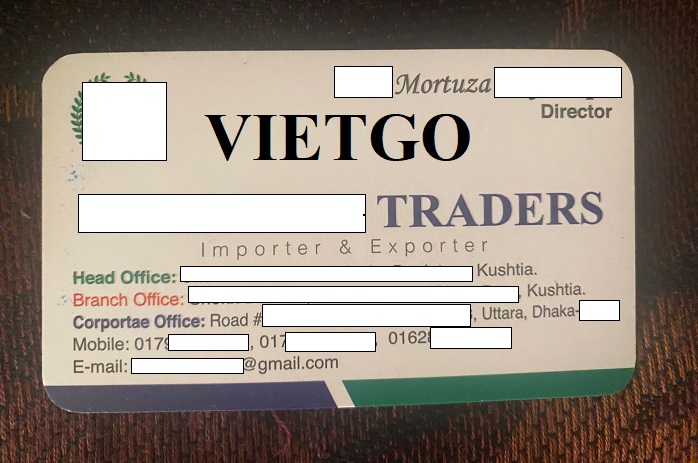 Mortuza
Director
VIETGO
TRADERS
Importer & Exporter
Head Office: Kushtia.
Branch Office: Kushtia.
Corportae Office: Road # , Uttara, Dhaka-
Mobile: 0179 , 017 , 0162
E-mail: @gmail.com